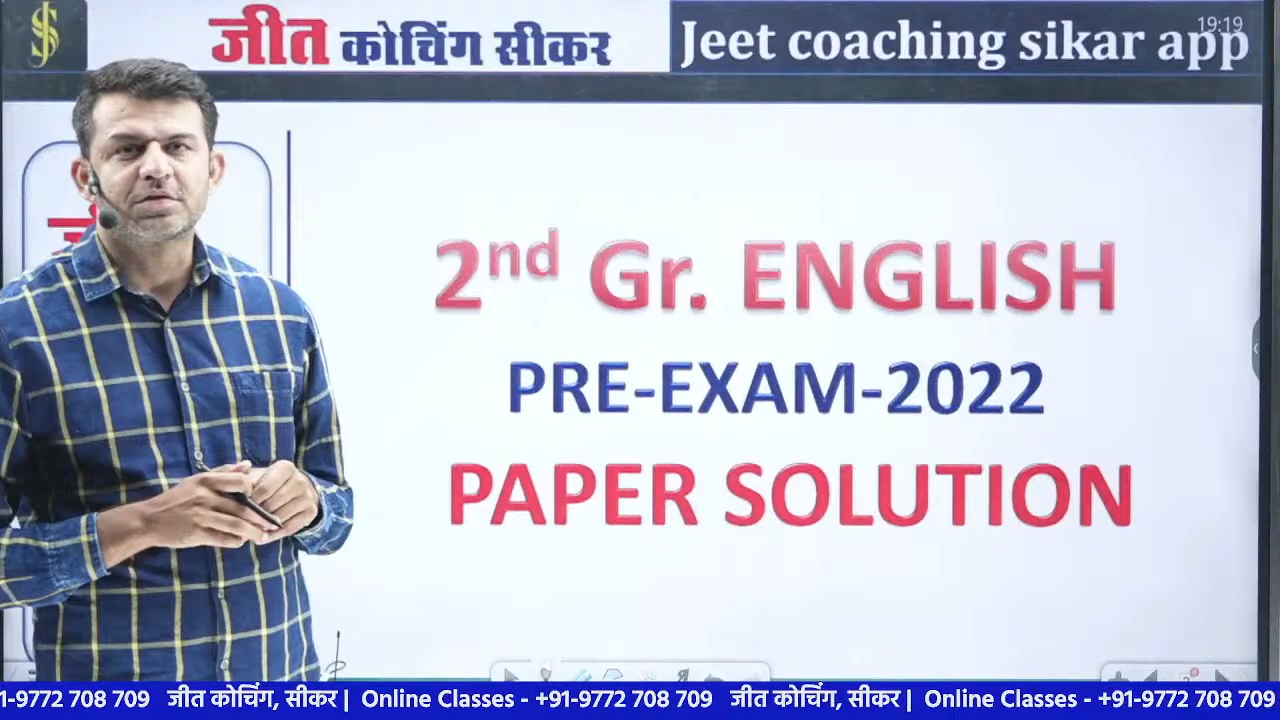 जीत कोचिंग सीकर
Jeet coaching sikar app
19:19
2nd Gr. ENGLISH
PRE-EXAM-2022
PAPER SOLUTION
1-9772 708 709 जीत कोचिंग, सीकर | Online Classes - +91-9772 708 709 जीत कोचिंग, सीकर | Online Classes - +91-9772 708 709